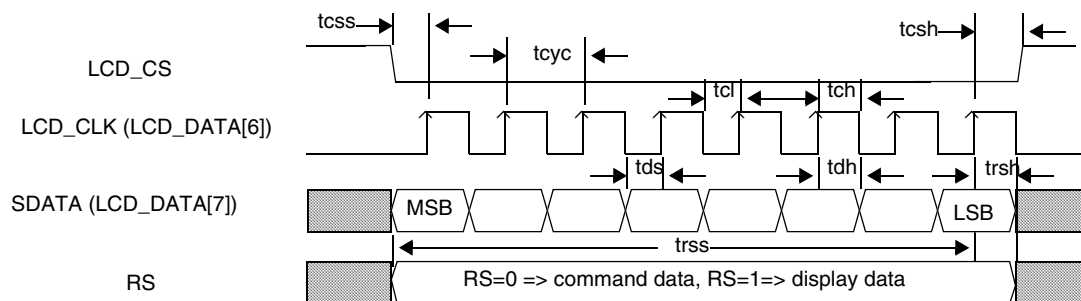 tcss
tcsh
tcyc
LCD_CS
tcl
tch
LCD_CLK (LCD_DATA[6])
tds
tdh
trsh
SDATA (LCD_DATA[7])
MSB
LSB
trss
RS
RS=0 => command data, RS=1=> display data